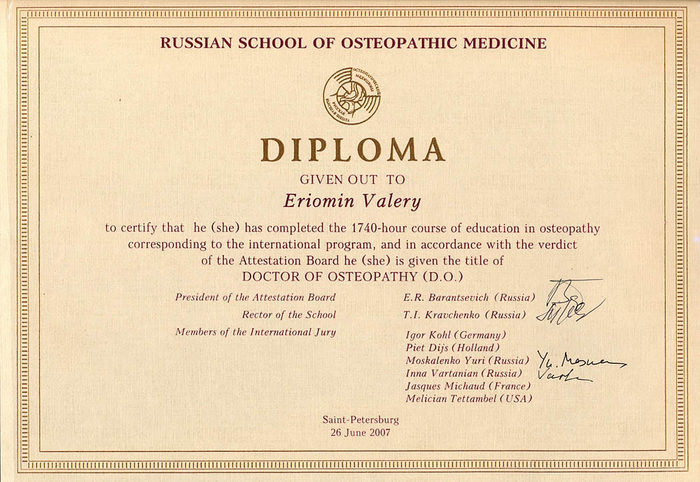 RUSSIAN SCHOOL OF OSTEOPATHIC MEDICINE
DIPLOMA
GIVEN OUT TO
Eriomin Valery
to certify that he (she) has completed the 1740-hour course of education in osteopathy
corresponding to the international program, and in accordance with the verdict
of the Attestation Board he (she) is given the title of
DOCTOR OF OSTEOPATHY (D.O.)
President of the Attestation Board E.R. Barantsevich (Russia)
Rector of the School T.I. Kravchenko (Russia)
Members of the International Jury Igor Kohl (Germany)
Piet Dijs (Holland)
Moskalenko Yuri (Russia)
Inna Vartanian (Russia)
Jasques Michaud (France)
Melician Tettambel (USA)
Saint-Petersburg
26 June 2007